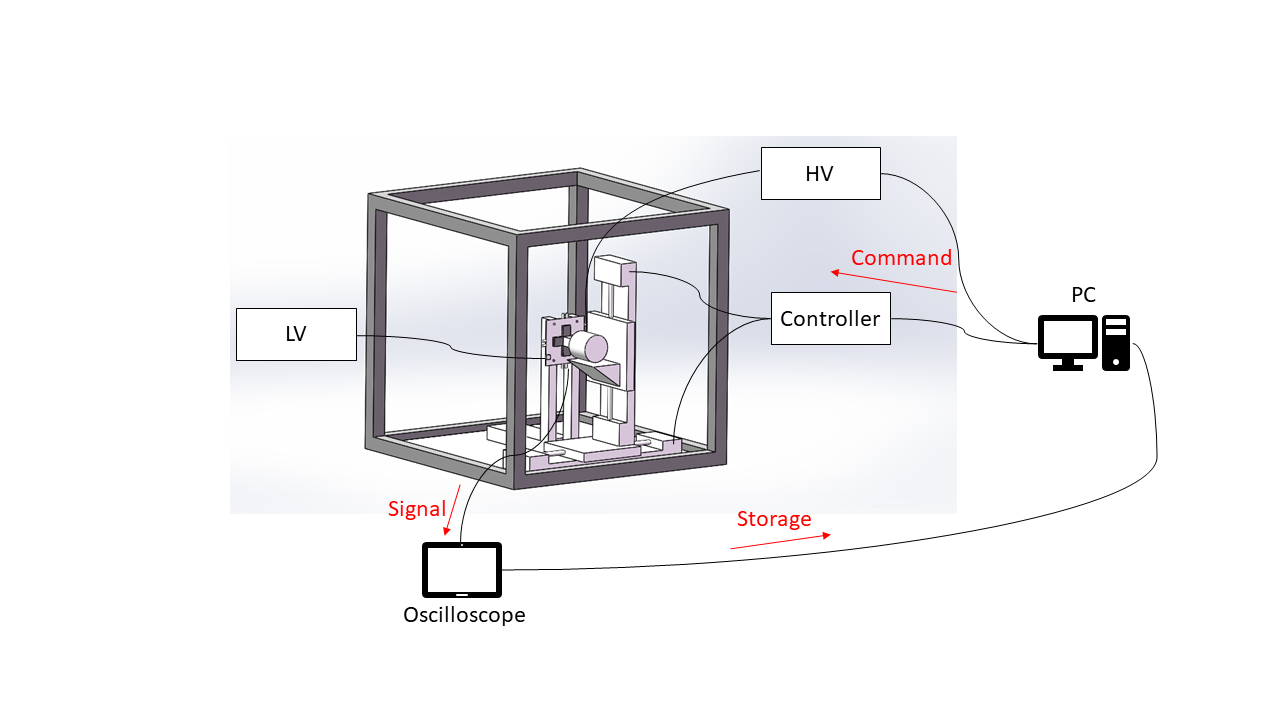 HV
Command
PC
LV
Controller
Signal
Storage
Oscilloscope